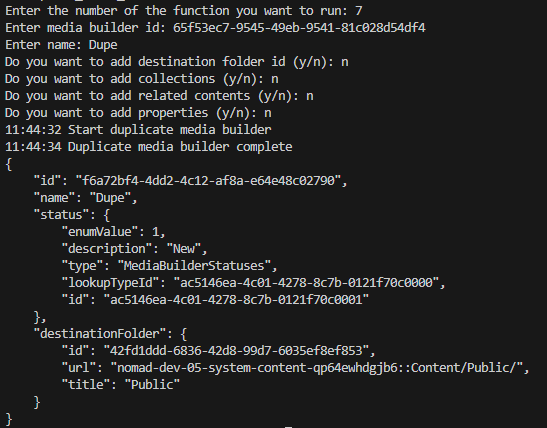 Enter the number of the function you want to run: 7
Enter media builder id: 65f53ec7-9545-49eb-9541-81c028d54df4
Enter name: Dupe
Do you want to add destination folder id (y/n): n
Do you want to add collections (y/n): n
Do you want to add related contents (y/n): n
Do you want to add properties (y/n): n
11:44:32 Start duplicate media builder
11:44:34 Duplicate media builder complete
{
    "id": "f6a72bf4-4dd2-4c12-af8a-e64e48c02790",
    "name": "Dupe",
    "status": {
        "enumValue": 1,
        "description": "New",
        "type": "MediaBuilderStatuses",
        "lookupTypeId": "ac5146ea-4c01-4278-8c7b-0121f70c0000",
        "id": "ac5146ea-4c01-4278-8c7b-0121f70c0001"
    },
    "destinationFolder": {
        "id": "42fd1ddd-6836-42d8-99d7-6035ef8ef853",
        "url": "nomad-dev-05-system-content-qp64ewhdgjb6::Content/Public/",
        "title": "Public"
    }
}